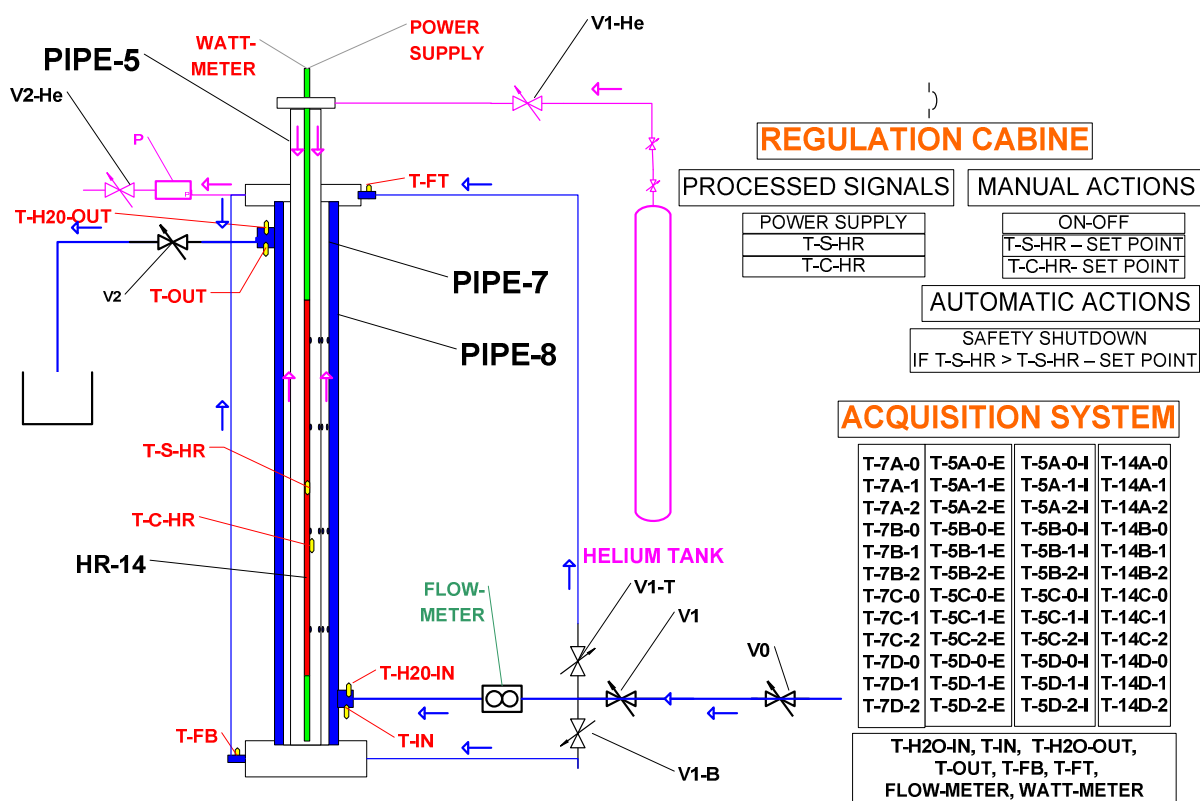 WATT-
METER
POWER
SUPPLY
V1-He
PIPE-5
V2-He
P
P
T-FT
T-H20-OUT
V2
T-OUT
PIPE-7
PIPE-8
T-S-HR
T-C-HR
HR-14
HELIUM TANK
FLOW-
METER
V1-T
V1
V0
T-H20-IN
T-FB
T-IN
V1-B
REGULATION CABINE
PROCESSED SIGNALS
POWER SUPPLY
T-S-HR
T-C-HR
MANUAL ACTIONS
ON-OFF
T-S-HR – SET POINT
T-C-HR- SET POINT
AUTOMATIC ACTIONS
SAFETY SHUTDOWN
IF T-S-HR > T-S-HR – SET POINT
ACQUISITION SYSTEM
T-7A-0 T-5A-0-E T-5A-0-I T-14A-0
T-7A-1 T-5A-1-E T-5A-1-I T-14A-1
T-7A-2 T-5A-2-E T-5A-2-I T-14A-2
T-7B-0 T-5B-0-E T-5B-0-I T-14B-0
T-7B-1 T-5B-1-E T-5B-1-I T-14B-1
T-7B-2 T-5B-2-E T-5B-2-I T-14B-2
T-7C-0 T-5C-0-E T-5C-0-I T-14C-0
T-7C-1 T-5C-1-E T-5C-1-I T-14C-1
T-7C-2 T-5C-2-E T-5C-2-I T-14C-2
T-7D-0 T-5D-0-E T-5D-0-I T-14D-0
T-7D-1 T-5D-1-E T-5D-1-I T-14D-1
T-7D-2 T-5D-2-E T-5D-2-I T-14D-2
T-H2O-IN, T-IN, T-H2O-OUT,
T-OUT, T-FB, T-FT,
FLOW-METER, WATT-METER